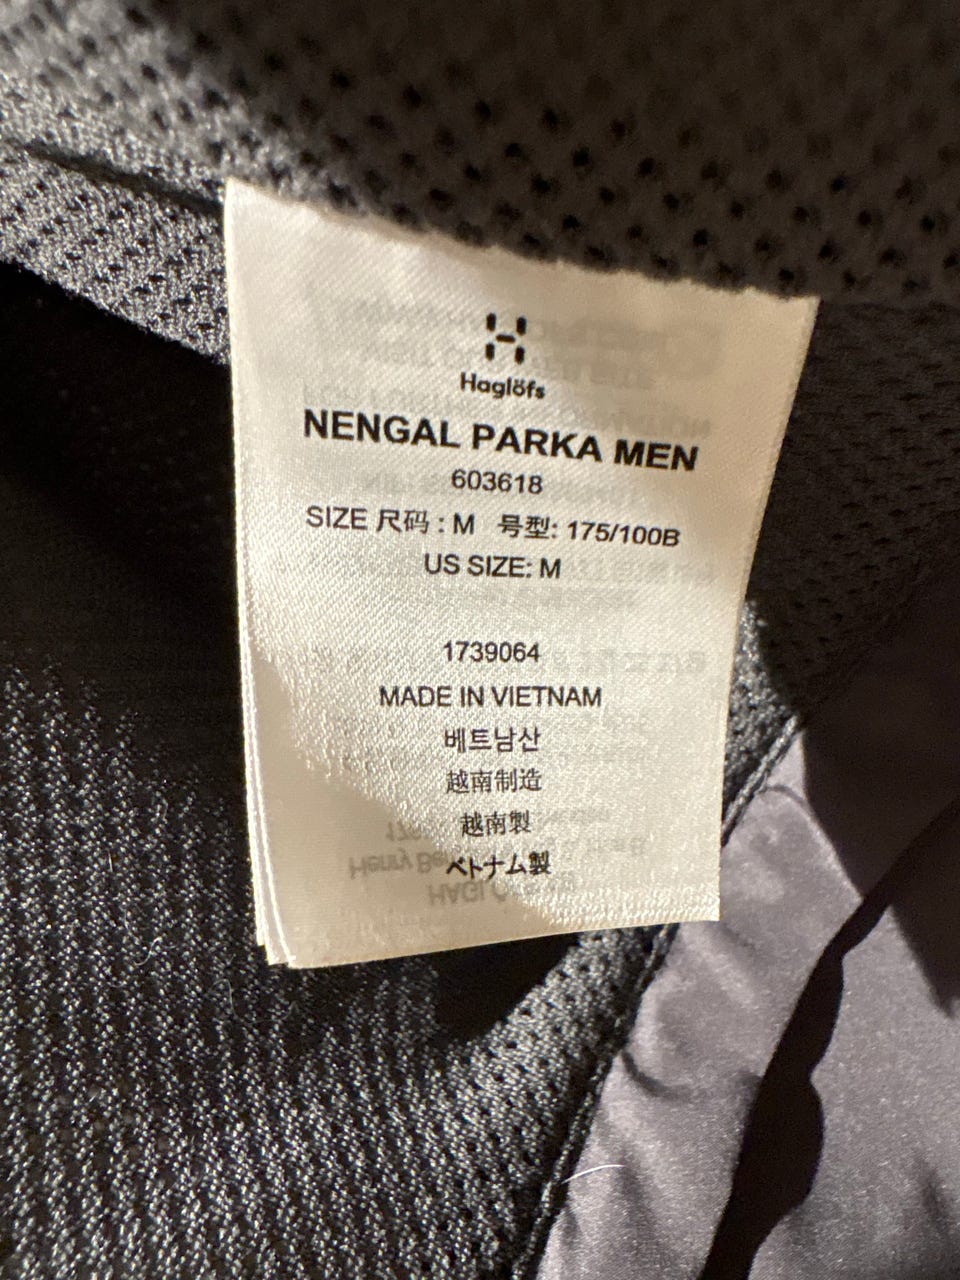 Haglöfs
NENGAL PARKA MEN
603618
SIZE 尺码 : M 号型: 175/100B
US SIZE: M
1739064
MADE IN VIETNAM
베트남산
越南制造
越南製
ベトナム製